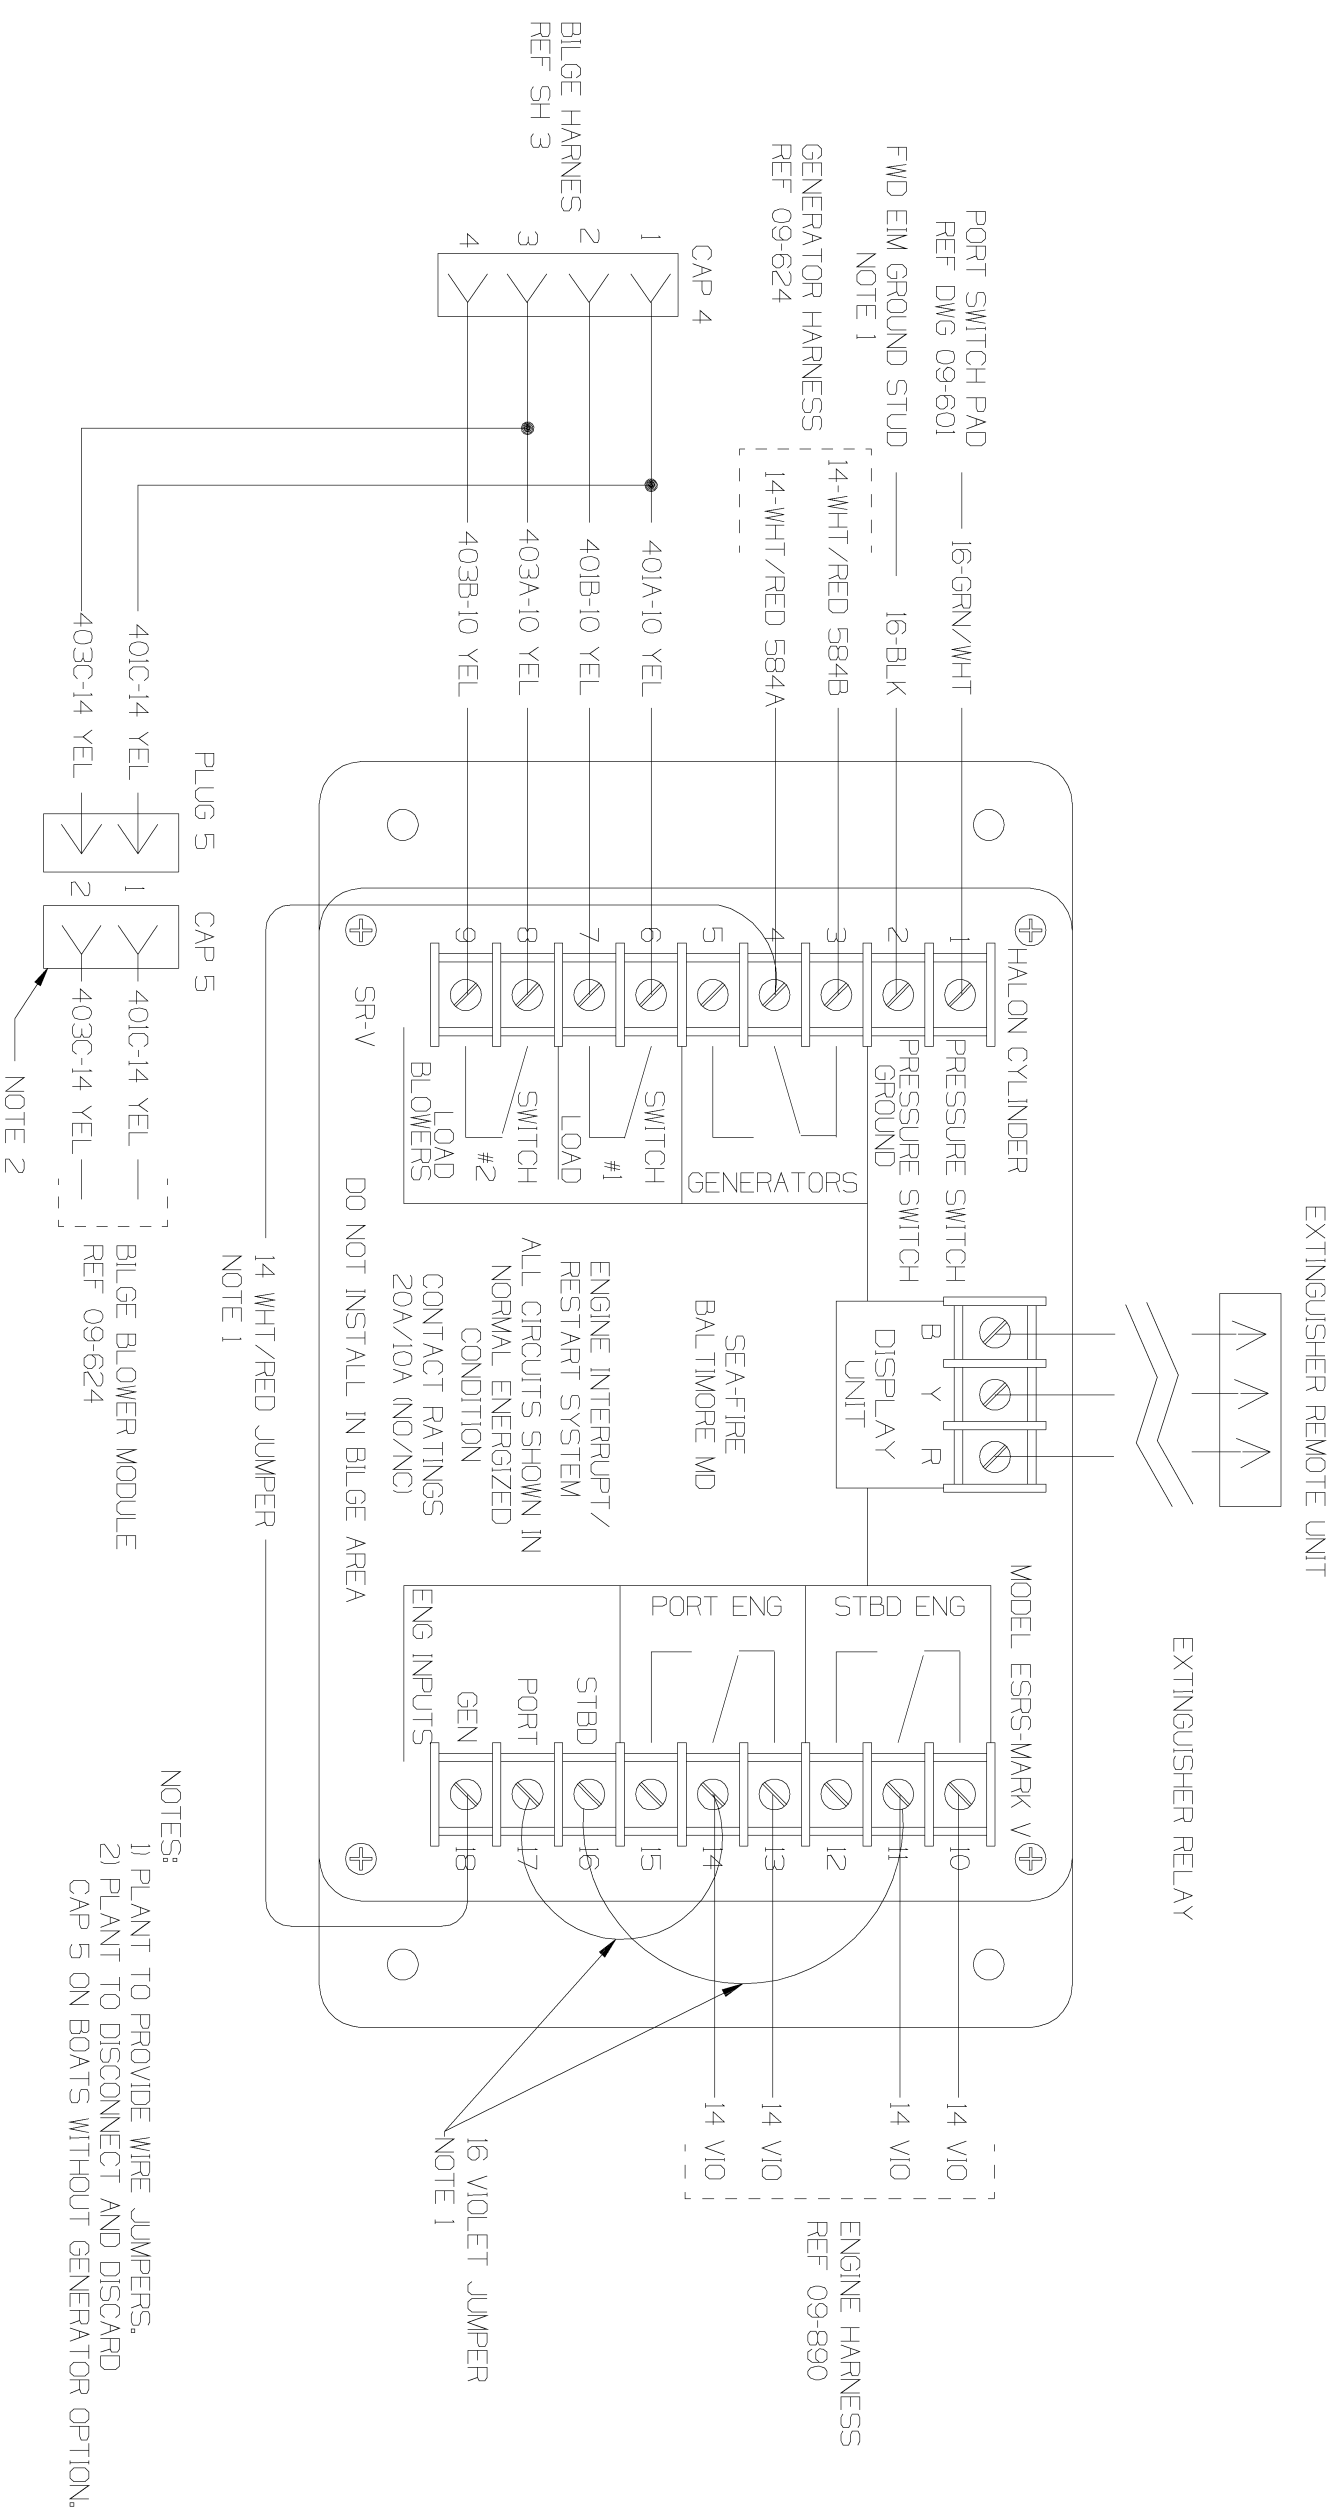 EXTINGUISHER REMOTE UNIT
EXTINGUISHER RELAY
PORT SWITCH PAD
REF DWG 09-601
16-GRN/WHT
FWD EIM GROUND STUD
NOTE 1
16-BLK
GENERATOR HARNESS
REF 09-624
14-WHT/RED 584B
14-WHT/RED 584A
CAP 4
1
2
3
4
BILGE HARNES
REF SH 3
401A-10 YEL
401B-10 YEL
403A-10 YEL
403B-10 YEL
401C-14 YEL
403C-14 YEL
PLUG 5
CAP 5
1
2
401C-14 YEL
403C-14 YEL
NOTE 2
BILGE BLOWER MODULE
REF 09-624
HALON CYLINDER
1
2
3
4
5
6
7
8
9
SR-V
PRESSURE SWITCH
PRESSURE SWITCH
GROUND
GENERATORS
SWITCH
#1
LOAD
SWITCH
#2
LOAD
BLOWERS
B
Y
R
DISPLAY
UNIT
SEA-FIRE
BALTIMORE MD
ENGINE INTERRUPT/
RESTART SYSTEM
ALL CIRCUITS SHOWN IN
NORMAL ENERGIZED
CONDITION
CONTACT RATINGS
20A/10A (NO/NC)
DO NOT INSTALL IN BILGE AREA
14 WHT/RED JUMPER
NOTE 1
MODEL ESRS-MARK V
STBD ENG
PORT ENG
STBD
PORT
GEN
ENG INPUTS
10
11
12
13
14
15
16
17
18
14 VIO
14 VIO
14 VIO
14 VIO
ENGINE HARNESS
REF 09-890
16 VIOLET JUMPER
NOTE 1
NOTES:
1) PLANT TO PROVIDE WIRE JUMPERS.
2) PLANT TO DISCONNECT AND DISCARD
CAP 5 ON BOATS WITHOUT GENERATOR OPTION.